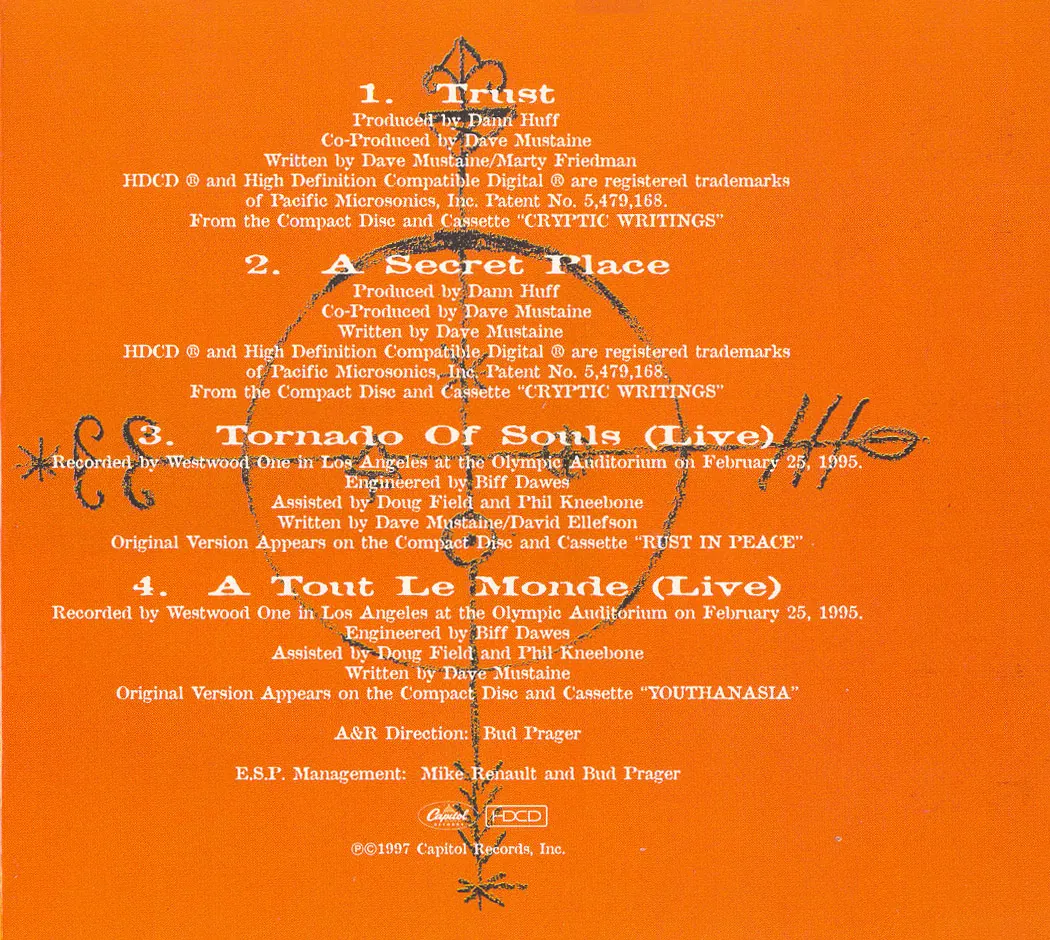 1. Trust
Produced by Dann Huff
Co-Produced by Dave Mustaine
Written by Dave Mustaine/Marty Friedman
HDCD ® and High Definition Compatible Digital ® are registered trademarks
of Pacific Microsonics, Inc. Patent No. 5,479,168.
From the Compact Disc and Cassette "CRYPTIC WRITINGS"
2. A Secret Place
Produced by Dann Huff
Co-Produced by Dave Mustaine
Written by Dave Mustaine
HDCD ® and High Definition Compatible Digital ® are registered trademarks
of Pacific Microsonics, Inc. Patent No. 5,479,168.
From the Compact Disc and Cassette "CRYPTIC WRITINGS"
3. Tornado Of Souls (Live)
Recorded by Westwood One in Los Angeles at the Olympic Auditorium on February 25, 1995.
Engineered by Biff Dawes
Assisted by Doug Field and Phil Kneebone
Written by Dave Mustaine/David Ellefson
Original Version Appears on the Compact Disc and Cassette "RUST IN PEACE"
4. A Tout Le Monde (Live)
Recorded by Westwood One in Los Angeles at the Olympic Auditorium on February 25, 1995.
Engineered by Biff Dawes
Assisted by Doug Field and Phil Kneebone
Written by Dave Mustaine
Original Version Appears on the Compact Disc and Cassette "YOUTHANASIA"
A&R Direction: Bud Prager
E.S.P. Management: Mike Renault and Bud Prager
Capitol RECORDS HDCD
℗©1997 Capitol Records, Inc.